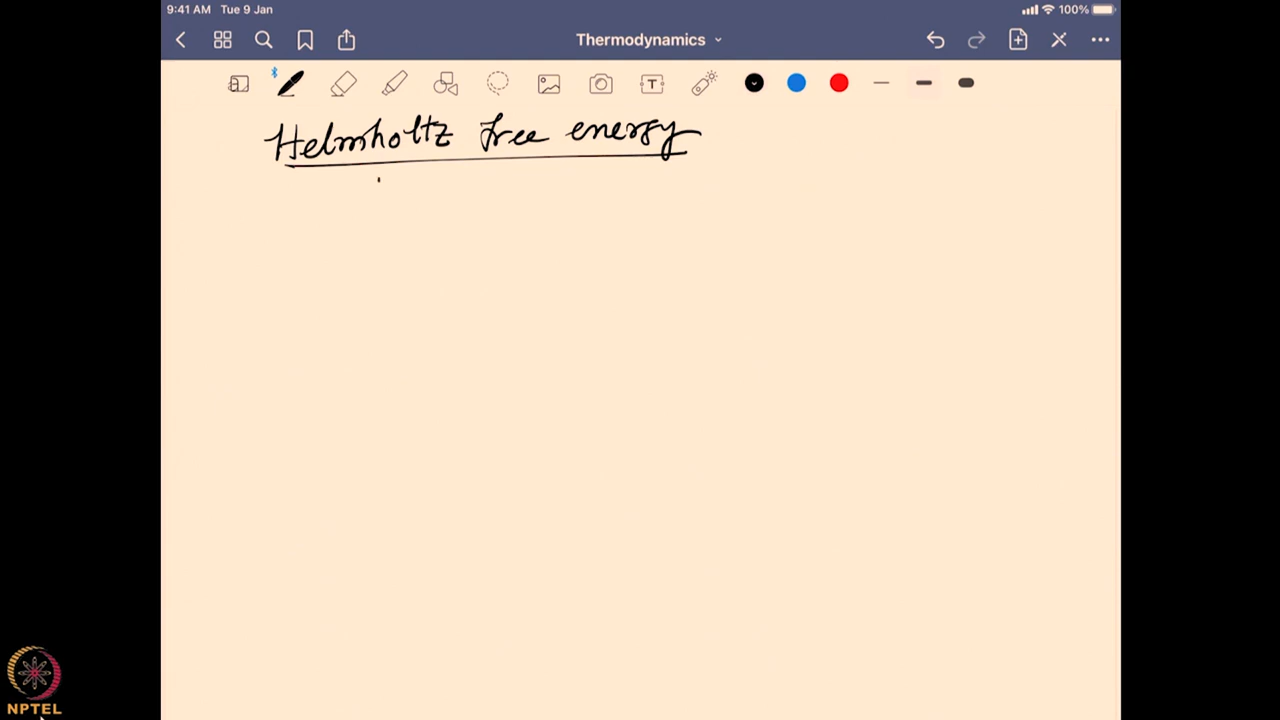 9:41 AM Tue 9 Jan 100%
Thermodynamics
T
Helmholtz free energy
NPTEL